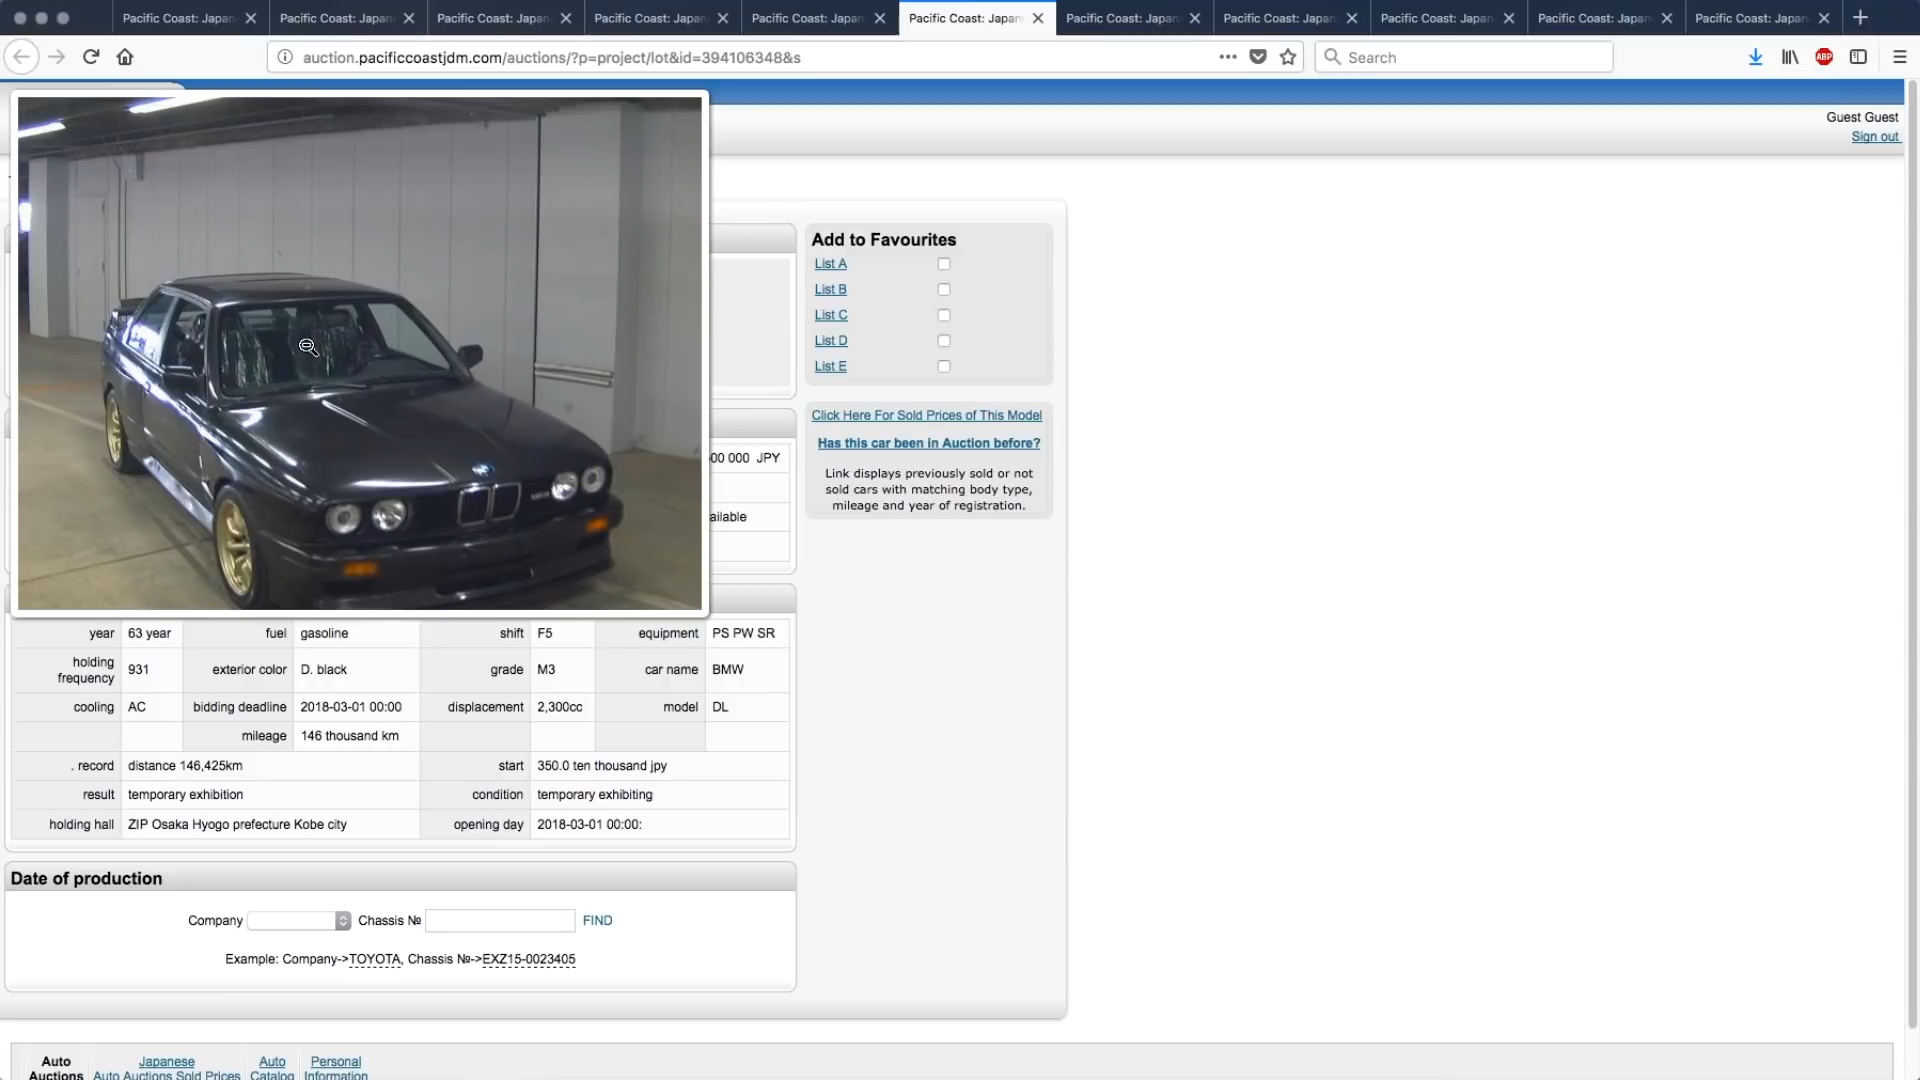 Pacific Coast: Japan Pacific Coast: Japan Pacific Coast: Japan Pacific Coast: Japan Pacific Coast: Japan Pacific Coast: Japan Pacific Coast: Japan Pacific Coast: Japan Pacific Coast: Japan Pacific Coast: Japan Pacific Coast: Japan
auction.pacificcoastjdm.com/auctions/?p=project/lot&id=394106348&s
Search
ABP
Guest Guest
Sign out
Add to Favourites
List A
List B
List C
List D
List E
Click Here For Sold Prices of This Model
Has this car been in Auction before?
Link displays previously sold or not
sold cars with matching body type,
mileage and year of registration.
00 000 JPY
ailable
year 63 year fuel gasoline shift F5 equipment PS PW SR
holding frequency 931 exterior color D. black grade M3 car name BMW
cooling AC bidding deadline 2018-03-01 00:00 displacement 2,300cc model DL
mileage 146 thousand km
. record distance 146,425km start 350.0 ten thousand jpy
result temporary exhibition condition temporary exhibiting
holding hall ZIP Osaka Hyogo prefecture Kobe city opening day 2018-03-01 00:00:
Date of production
Company Chassis № FIND
Example: Company->TOYOTA, Chassis №->EXZ15-0023405
Auto Japanese Auto Personal
Auctions Auto Auctions Sold Prices Catalog Information